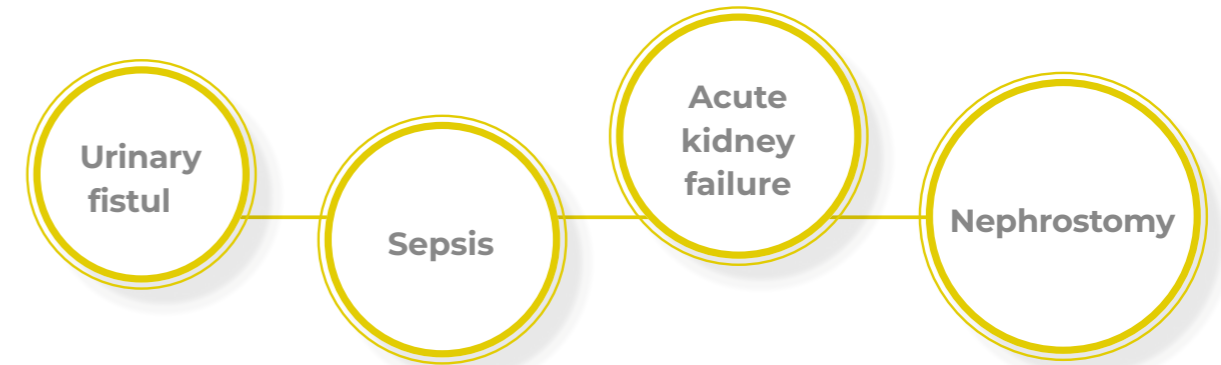 Urinary
fistul
Sepsis
Acute
kidney
failure
Nephrostomy